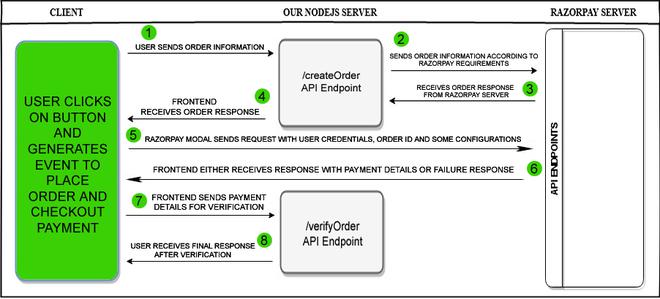 CLIENT
OUR NODEJS SERVER
RAZORPAY SERVER
1
USER SENDS ORDER INFORMATION
2
SENDS ORDER INFORMATION ACCORDING TO
RAZORPAY REQUIREMENTS
/createOrder
API Endpoint
3
RECEIVES ORDER RESPONSE
FROM RAZORPAY SERVER
4
FRONTEND
RECEIVES ORDER RESPONSE
USER CLICKS
ON BUTTON
AND
GENERATES
EVENT TO
PLACE
ORDER AND
CHECKOUT
PAYMENT
5
RAZORPAY MODAL SENDS REQUEST WITH USER CREDENTIALS, ORDER ID AND SOME CONFIGURATIONS
6
FRONTEND EITHER RECEIVES RESPONSE WITH PAYMENT DETAILS OR FAILURE RESPONSE
API ENDPOINTS
7
FRONTEND SENDS PAYMENT
DETAILS FOR VERIFICATION
/verifyOrder
API Endpoint
8
USER RECEIVES FINAL RESPONSE
AFTER VERIFICATION